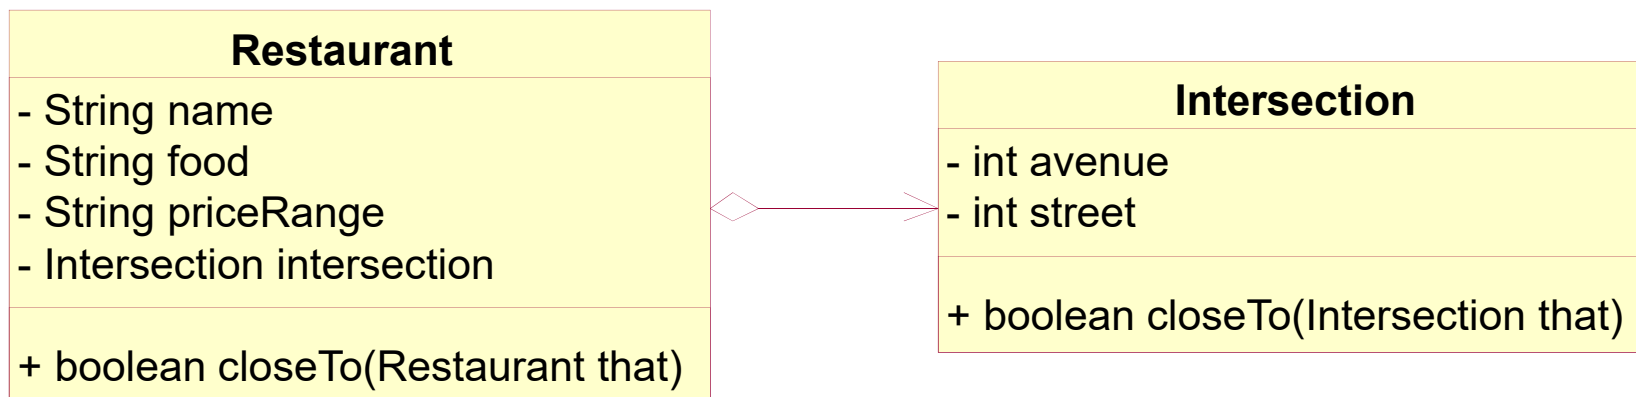 Restaurant
- String name
- String food
- String priceRange
- Intersection intersection
+ boolean closeTo(Restaurant that)
Intersection
- int avenue
- int street
+ boolean closeTo(Intersection that)